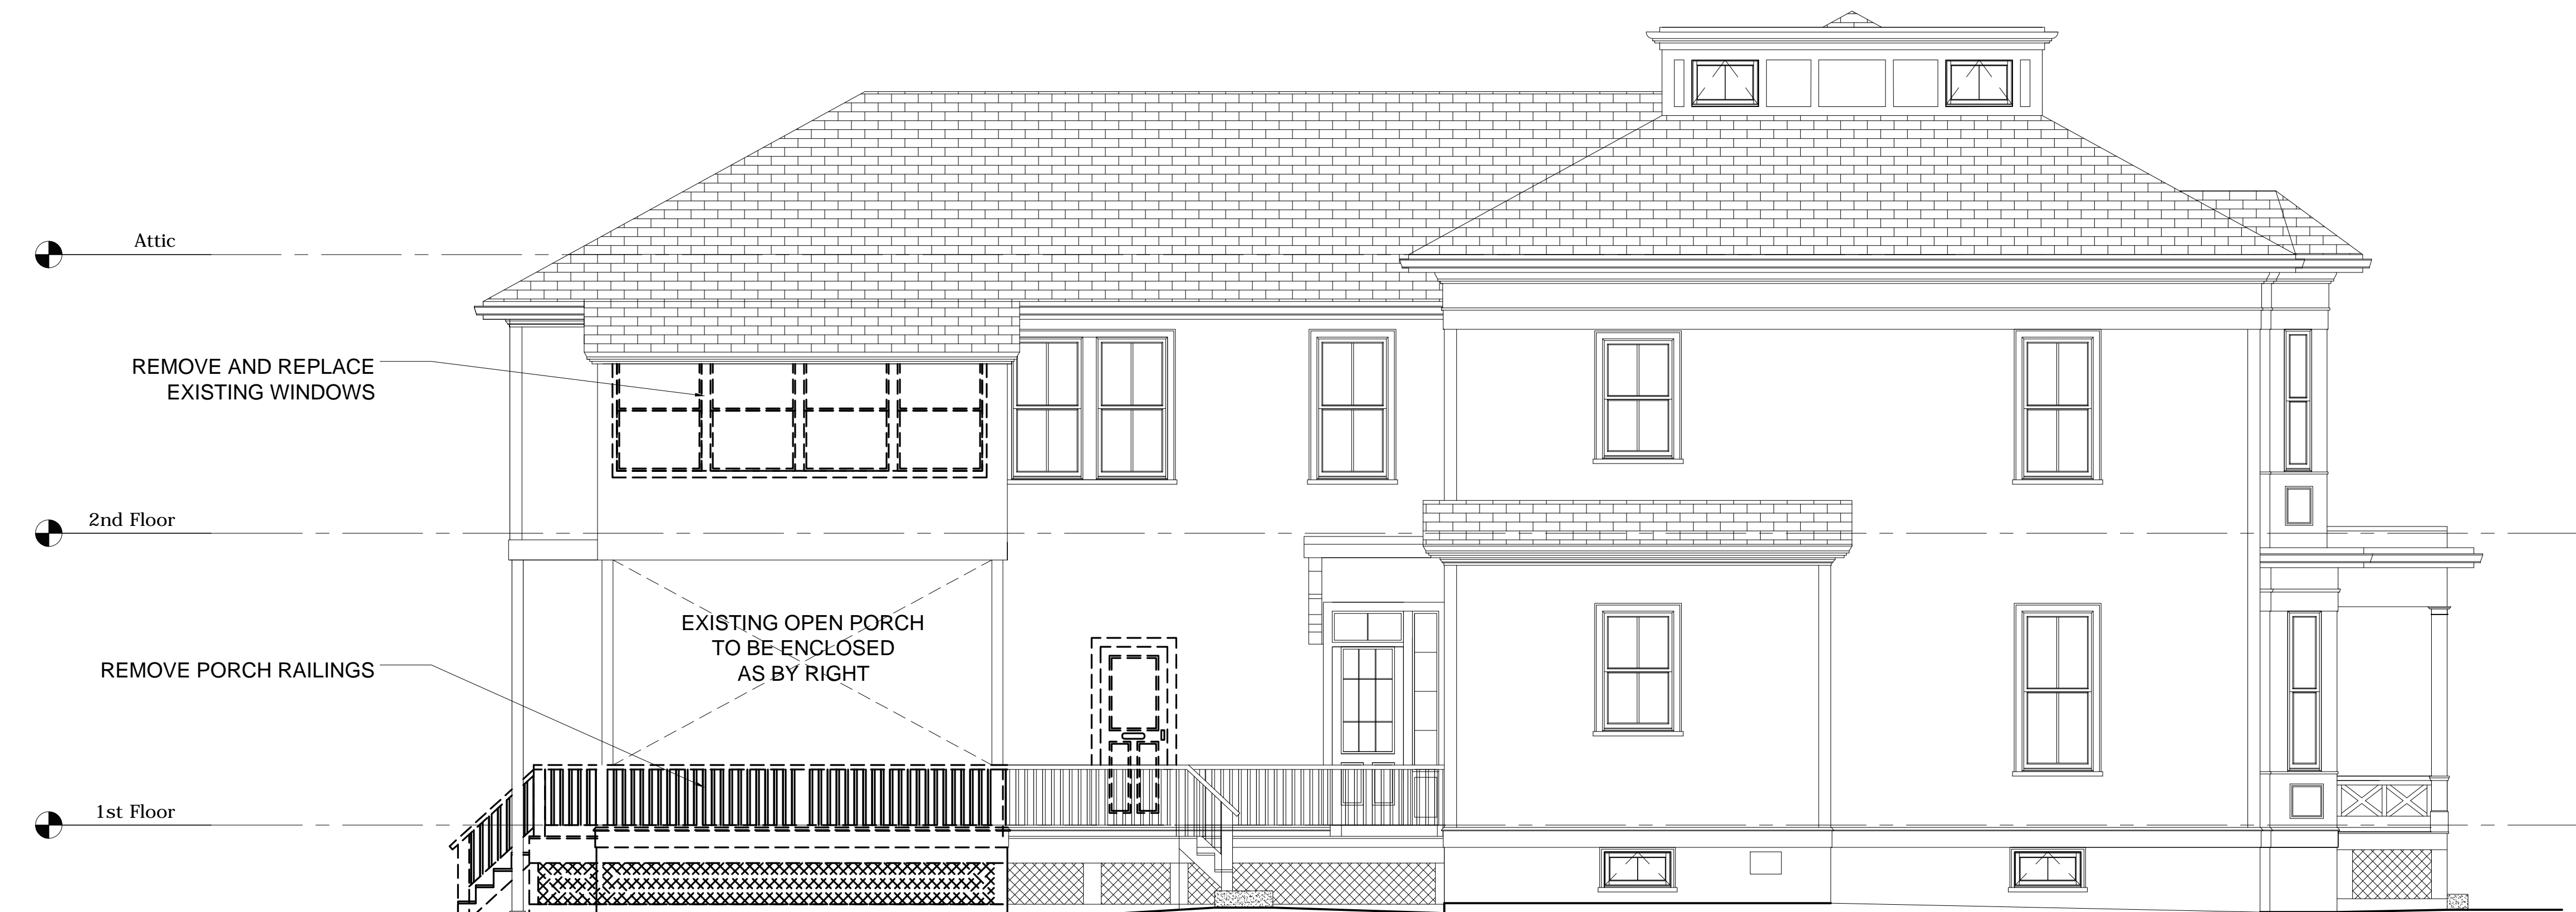 Attic
REMOVE AND REPLACE
EXISTING WINDOWS
2nd Floor
EXISTING OPEN PORCH
TO BE ENCLOSED
AS BY RIGHT
REMOVE PORCH RAILINGS
1st Floor